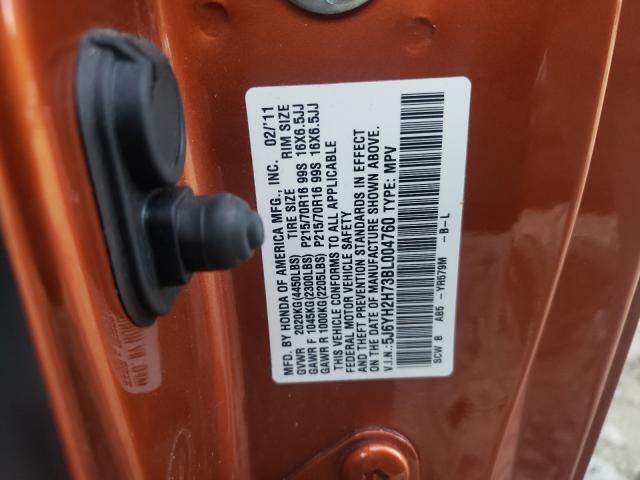 MFD. BY HONDA OF AMERICA MFG., INC. 02/'11
GVWR 2020KG(4450LBS) TIRE SIZE RIM SIZE
GAWR F 1045KG(2300LBS) P215/70R16 99S 16X6.5JJ
GAWR R 1000KG(2205LBS) P215/70R16 99S 16X6.5JJ
THIS VEHICLE CONFORMS TO ALL APPLICABLE
FEDERAL MOTOR VEHICLE SAFETY
AND THEFT PREVENTION STANDARDS IN EFFECT
ON THE DATE OF MANUFACTURE SHOWN ABOVE.
V.I.N.:5J6YH2H73BL004760 TYPE: MPV
SCW B A85 -YR579M -B-L